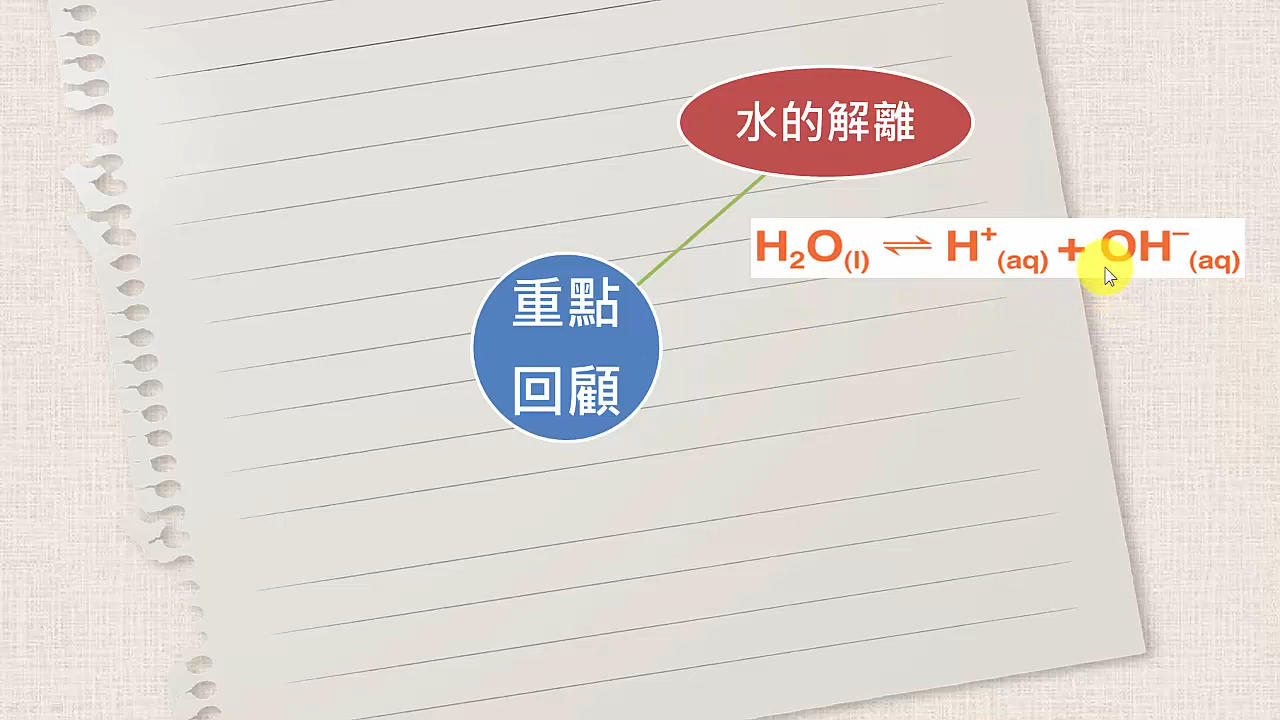 水的解離
H₂O(l) ⇌ H⁺(aq) + OH⁻(aq)
重點
回顧